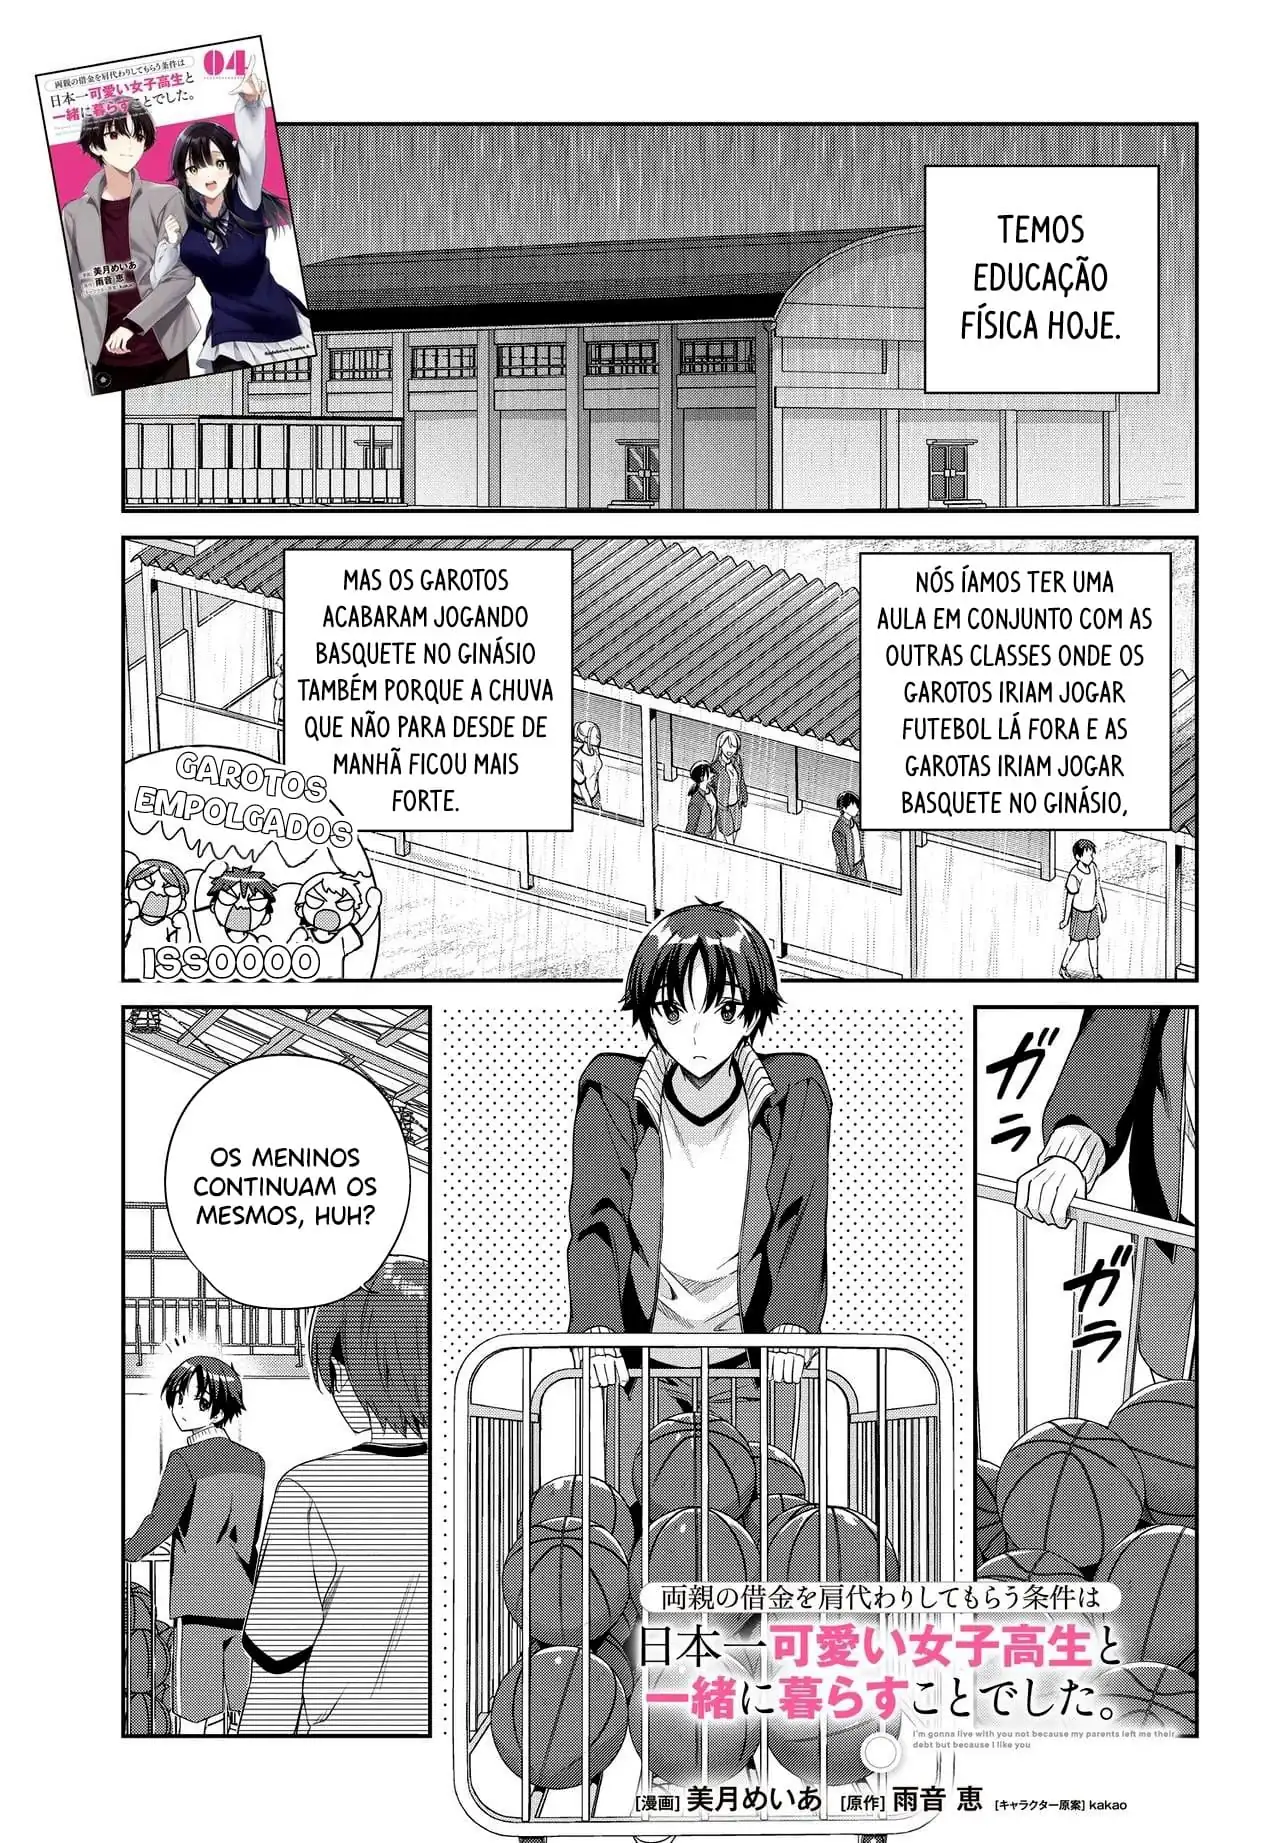 両親の借金を肩代わりしてもらう条件は
日本一可愛い女子高生と
一緒に暮らすことでした。
04
美月めいあ
雨音 恵
kakao
Kadokawa Comics A
TEMOS
EDUCAÇÃO
FÍSICA HOJE.
NÓS ÍAMOS TER UMA
AULA EM CONJUNTO COM AS
OUTRAS CLASSES ONDE OS
GAROTOS IRIAM JOGAR
FUTEBOL LÁ FORA E AS
GAROTAS IRIAM JOGAR
BASQUETE NO GINÁSIO,
MAS OS GAROTOS
ACABARAM JOGANDO
BASQUETE NO GINÁSIO
TAMBÉM PORQUE A CHUVA
QUE NÃO PARA DESDE DE
MANHÃ FICOU MAIS
FORTE.
GAROTOS
EMPOLGADOS
ISSOOOO
ガラ
ガラ
OS MENINOS
CONTINUAM OS
MESMOS, HUH?
両親の借金を肩代わりしてもらう条件は
日本一可愛い女子高生と
一緒に暮らすことでした。
I'm gonna live with you not because my parents left me their
debt but because I like you
[漫画] 美月めいあ [原作] 雨音 恵 [キャラクター原案] kakao